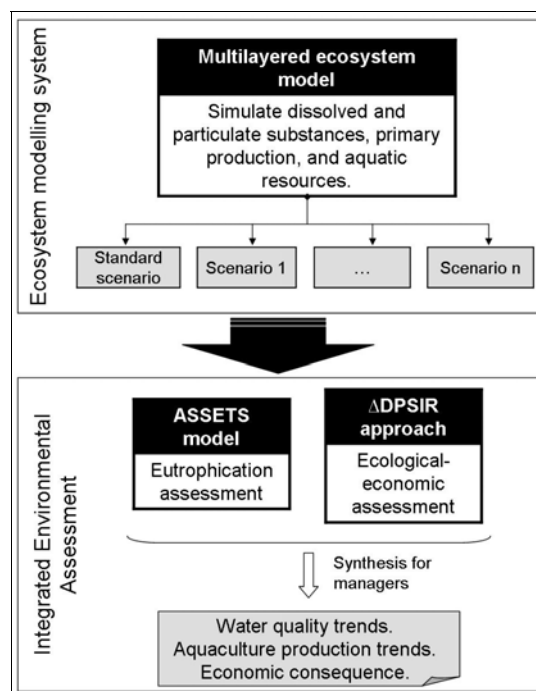 Ecosystem modelling system
Multilayered ecosystem
model
Simulate dissolved and
particulate substances, primary
production, and aquatic
resources.
Standard
scenario
Scenario 1
...
Scenario n
Integrated Environmental
Assessment
ASSETS
model
Eutrophication
assessment
ΔDPSIR
approach
Ecological-
economic
assessment
Synthesis for
managers
Water quality trends.
Aquaculture production trends.
Economic consequence.